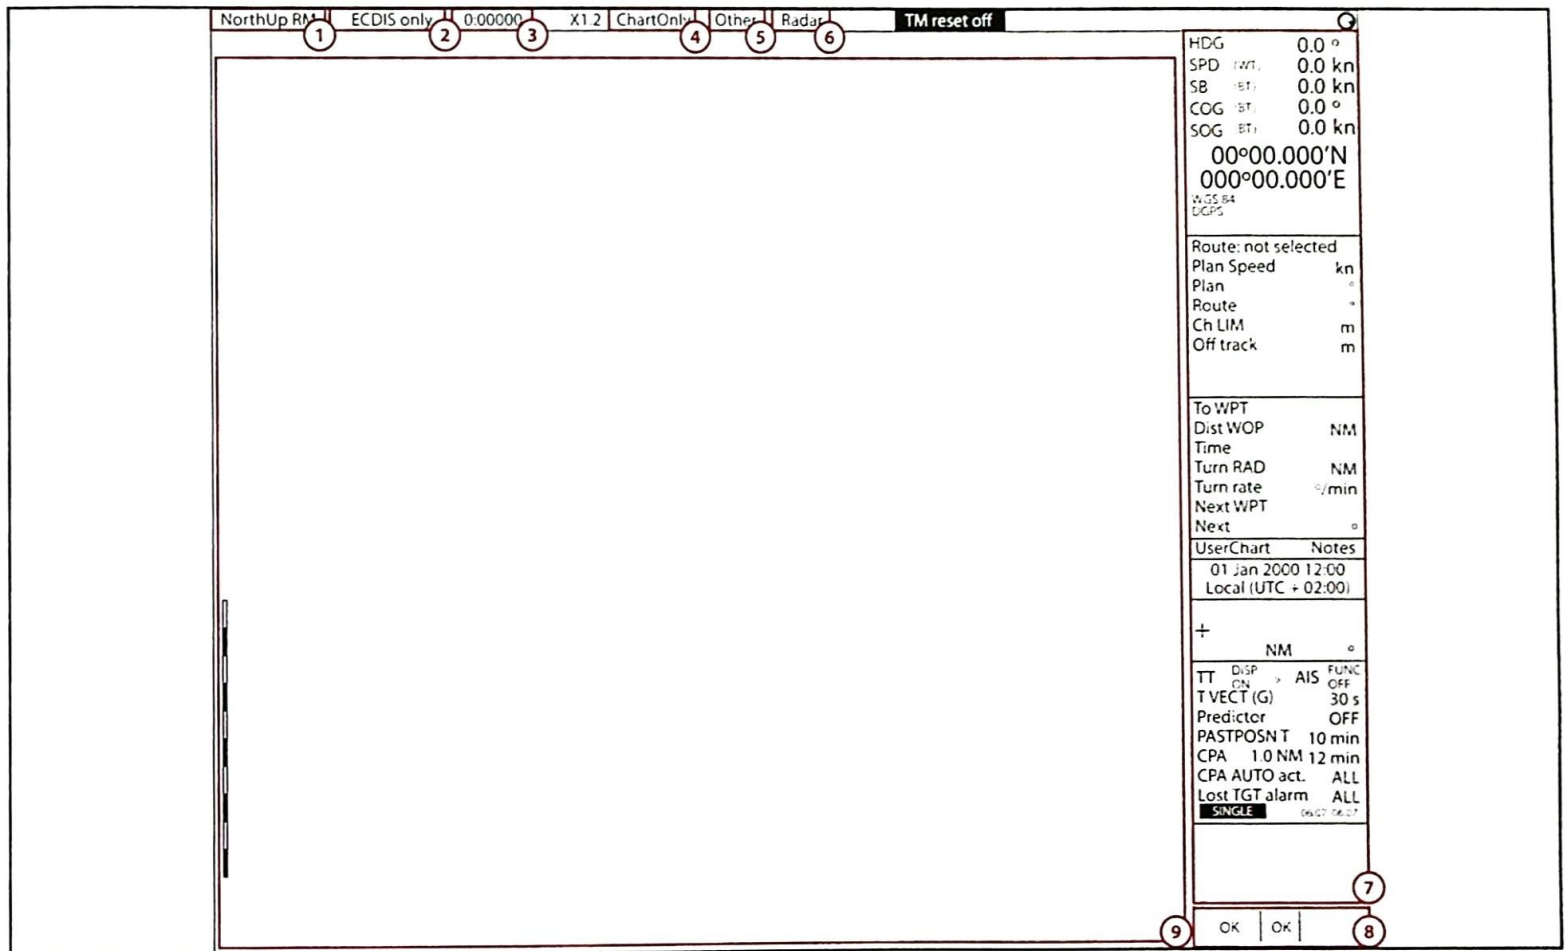 NorthUp RM ECDIS only 0:00000 X1.2 ChartOnly Other Radar TM reset off
1 2 3 4 5 6
HDG 0.0 °
SPD (WT) 0.0 kn
SB (BT) 0.0 kn
COG (BT) 0.0 °
SOG (BT) 0.0 kn
00°00.000'N
000°00.000'E
WGS 84
DGPS
Route: not selected
Plan Speed kn
Plan °
Route °
Ch LIM m
Off track m
To WPT
Dist WOP NM
Time
Turn RAD NM
Turn rate °/min
Next WPT
Next °
UserChart Notes
01 Jan 2000 12:00
Local (UTC + 02:00)
÷
NM °
TT DISP ON > AIS FUNC OFF
T VECT (G) 30 s
Predictor OFF
PASTPOSN T 10 min
CPA 1.0 NM 12 min
CPA AUTO act. ALL
Lost TGT alarm ALL
SINGLE
7
9 OK OK 8